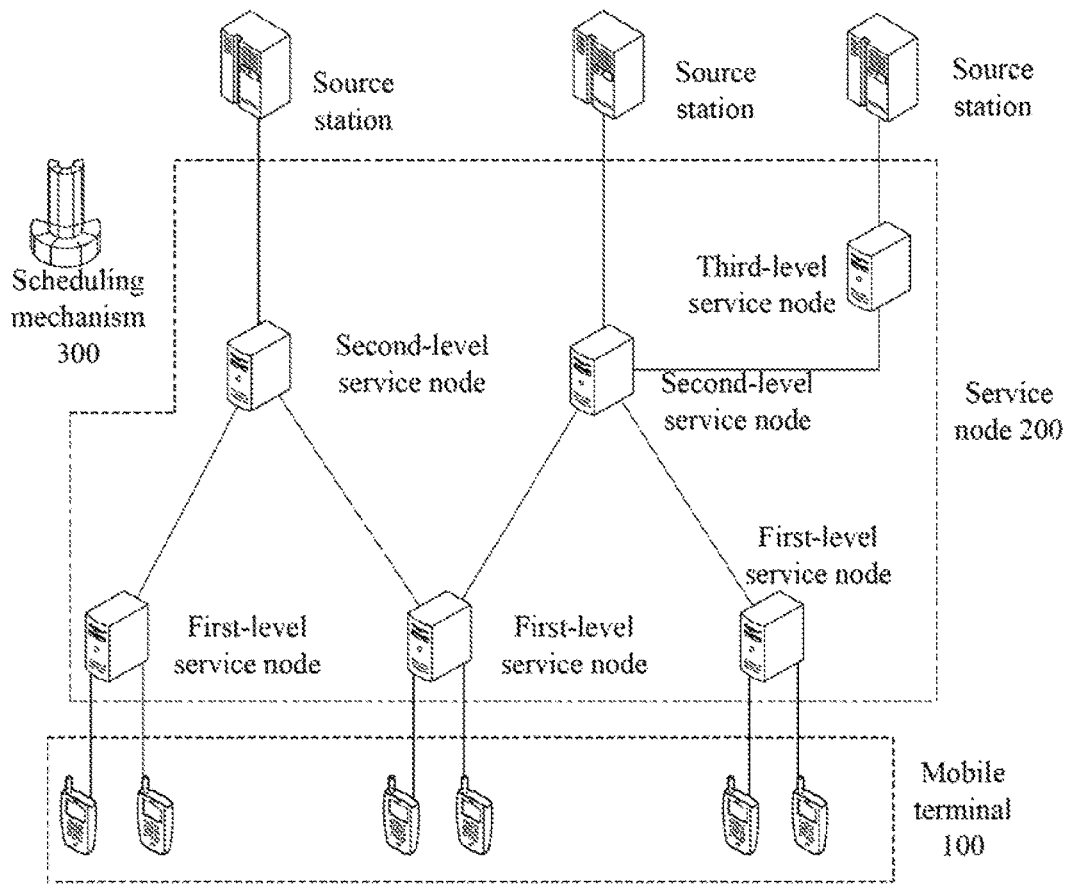 Source
station
Source
station
Source
station
Scheduling
mechanism
300
Third-level
service node
Second-level
service node
Second-level
service node
Service
node 200
First-level
service node
First-level
service node
First-level
service node
Mobile
terminal
100